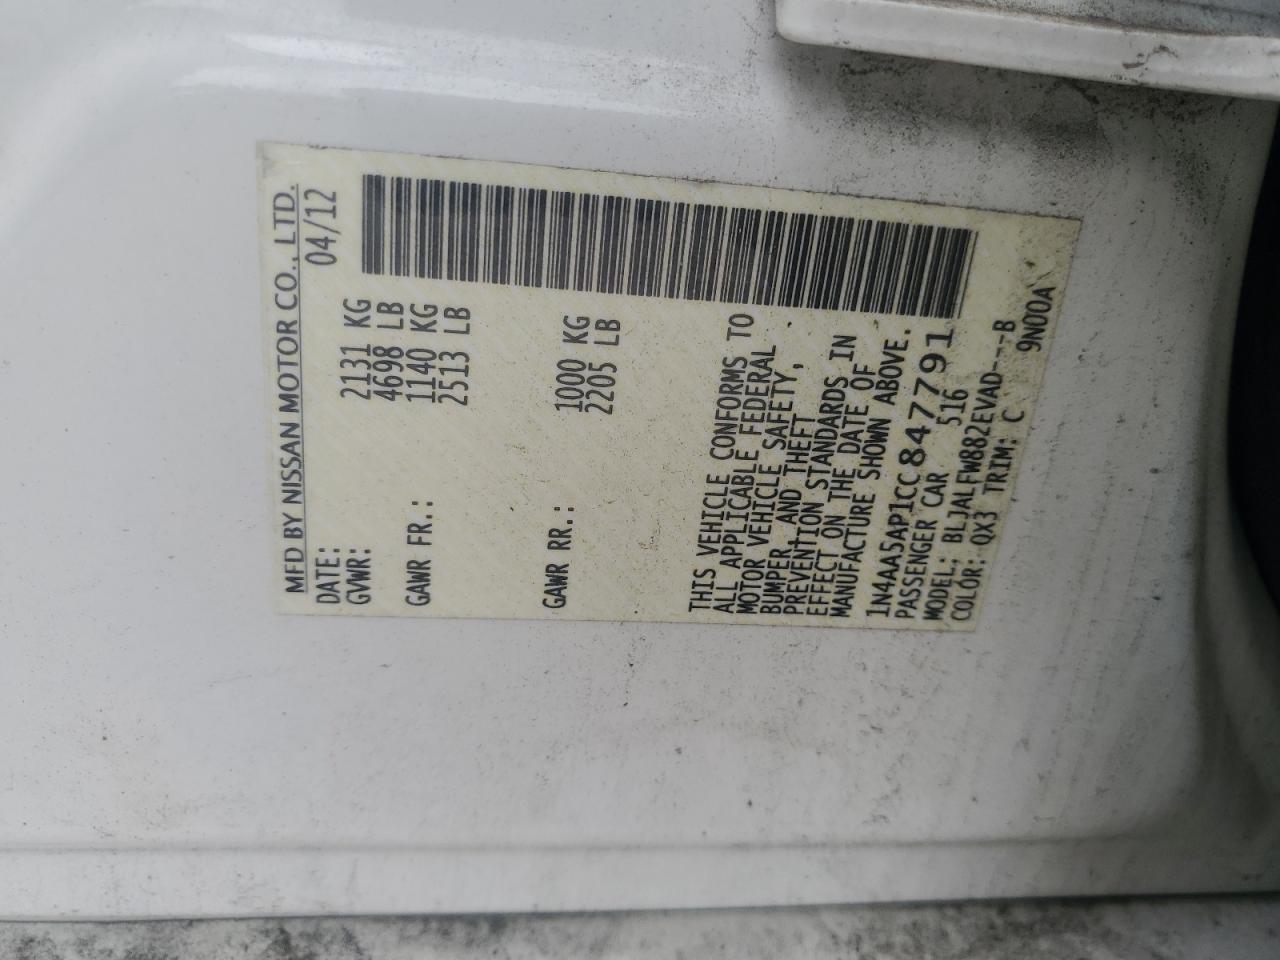 MFD BY NISSAN MOTOR CO., LTD.
DATE: 04/12
GVWR: 2131 KG
4698 LB
GAWR FR.: 1140 KG
2513 LB
GAWR RR.: 1000 KG
2205 LB
THIS VEHICLE CONFORMS TO
ALL APPLICABLE FEDERAL
MOTOR VEHICLE SAFETY,
BUMPER, AND THEFT
PREVENTION STANDARDS IN
EFFECT ON THE DATE OF
MANUFACTURE SHOWN ABOVE.
1N4AA5AP1CC847791
PASSENGER CAR 516
MODEL: BLJALFW882EVAD---B
COLOR: QX3 TRIM: C 9N00A